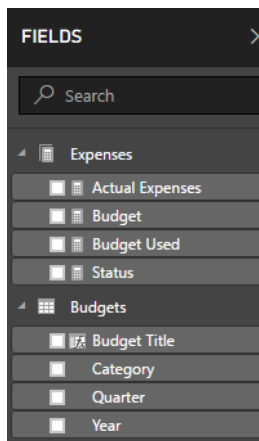 FIELDS
Search
Expenses
Actual Expenses
Budget
Budget Used
Status
Budgets
Budget Title
Category
Quarter
Year